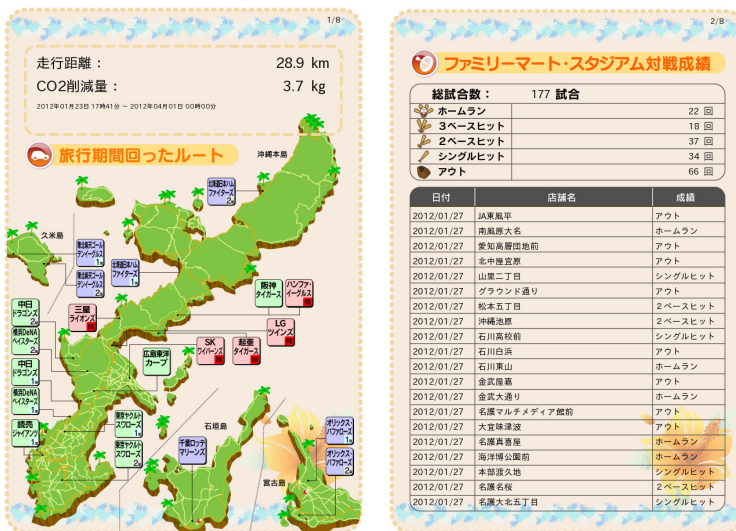 1/8
走行距離： 28.9 km
CO2削減量： 3.7 kg
2012年01月23日 17時41分 ～ 2012年04月01日 00時00分
旅行期間回ったルート
沖縄本島
北海道日本ハム
ファイターズ
2
久米島
東北楽天ゴール
デンイーグルス
1
東北楽天ゴール
デンイーグルス
2
北海道日本ハム
ファイターズ
1
阪神
タイガース
ハンファ・
イーグルス
三星
ライオンズ
中日
ドラゴンズ
2
横浜DeNA
ベイスターズ
2
LG
ツインズ
SK
ワイバーンズ
起亜
タイガース
広島東洋
カープ
中日
ドラゴンズ
1
横浜DeNA
ベイスターズ
1
読売
ジャイアンツ
1
東京ヤクルト
スワローズ
1
東京ヤクルト
スワローズ
2
石垣島
千葉ロッテ
マリーンズ
宮古島
オリックス・
バファローズ
1
オリックス・
バファローズ
2
2/8
ファミリーマート・スタジアム対戦成績
総試合数： 177 試合
ホームラン 22 回
３ベースヒット 18 回
２ベースヒット 37 回
シングルヒット 34 回
アウト 66 回
日付 店舗名 成績
2012/01/27 JA東風平 アウト
2012/01/27 南風原大名 ホームラン
2012/01/27 愛知高層団地前 アウト
2012/01/27 北中屋宜原 アウト
2012/01/27 山里二丁目 シングルヒット
2012/01/27 グラウンド通り アウト
2012/01/27 松本五丁目 ２ベースヒット
2012/01/27 沖縄池原 ２ベースヒット
2012/01/27 石川高校前 シングルヒット
2012/01/27 石川白浜 アウト
2012/01/27 石川東山 ホームラン
2012/01/27 金武屋嘉 アウト
2012/01/27 金武大通り ホームラン
2012/01/27 名護マルチメディア館前 アウト
2012/01/27 大宜味津波 アウト
2012/01/27 名護真喜屋 ホームラン
2012/01/27 海洋博公園前 ホームラン
2012/01/27 本部渡久地 シングルヒット
2012/01/27 名護名桜 ２ベースヒット
2012/01/27 名護大北五丁目 シングルヒット